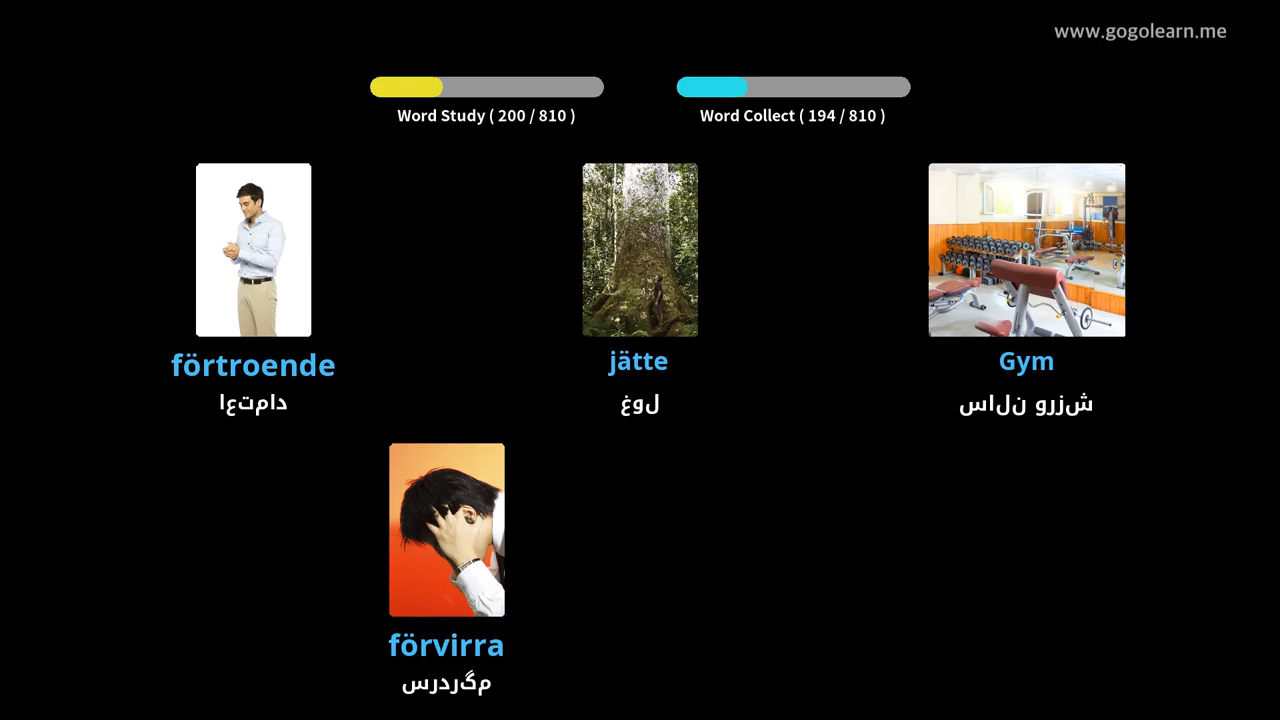 www.gogolearn.me
Word Study ( 200 / 810 )
Word Collect ( 194 / 810 )
förtroende
jätte
Gym
اعتماد
غول
سالن ورزش
förvirra
سردرگم